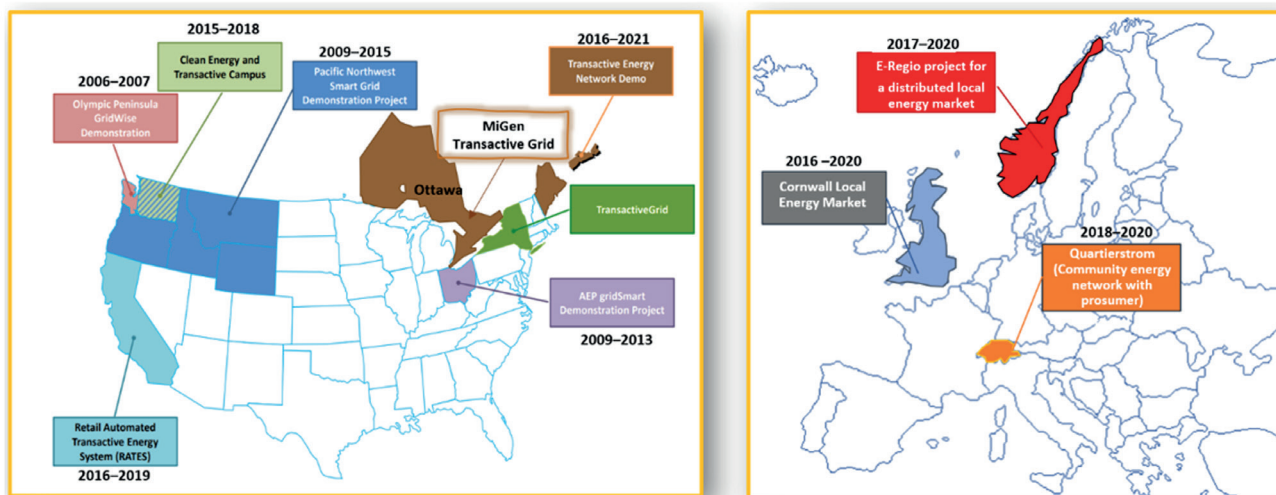 2015–2018
Clean Energy and
Transactive Campus
2009–2015
Pacific Northwest
Smart Grid
Demonstration Project
2016–2021
Transactive Energy
Network Demo
2006–2007
Olympic Peninsula
GridWise
Demonstration
MiGen
Transactive Grid
Ottawa
TransactiveGrid
AEP gridSmart
Demonstration Project
2009–2013
Retail Automated
Transactive Energy
System (RATES)
2016–2019
2017–2020
E-Regio project for
a distributed local
energy market
2016 –2020
Cornwall Local
Energy Market
2018–2020
Quartierstrom
(Community energy
network with
prosumer)